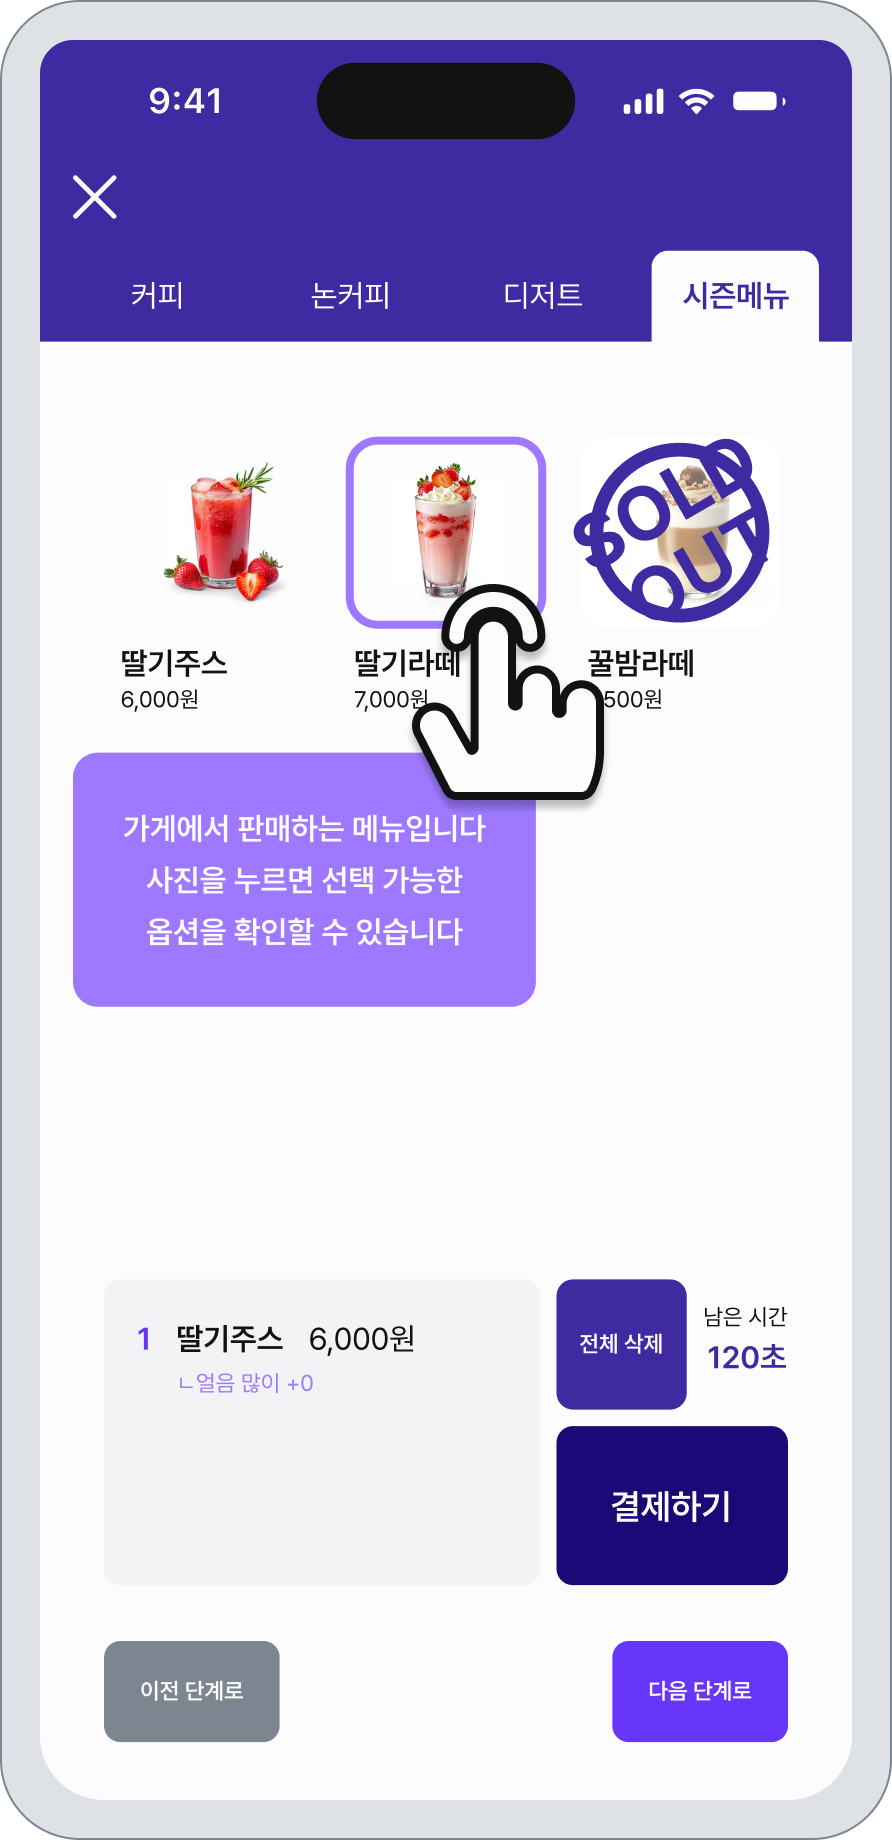 9:41
커피 논커피 디저트 시즌메뉴
SOLD
OUT
딸기주스 딸기라떼 꿀밤라떼
6,000원 7,000원 500원
가게에서 판매하는 메뉴입니다
사진을 누르면 선택 가능한
옵션을 확인할 수 있습니다
1 딸기주스 6,000원
ㄴ얼음 많이 +0
전체 삭제
남은 시간
120초
결제하기
이전 단계로 다음 단계로